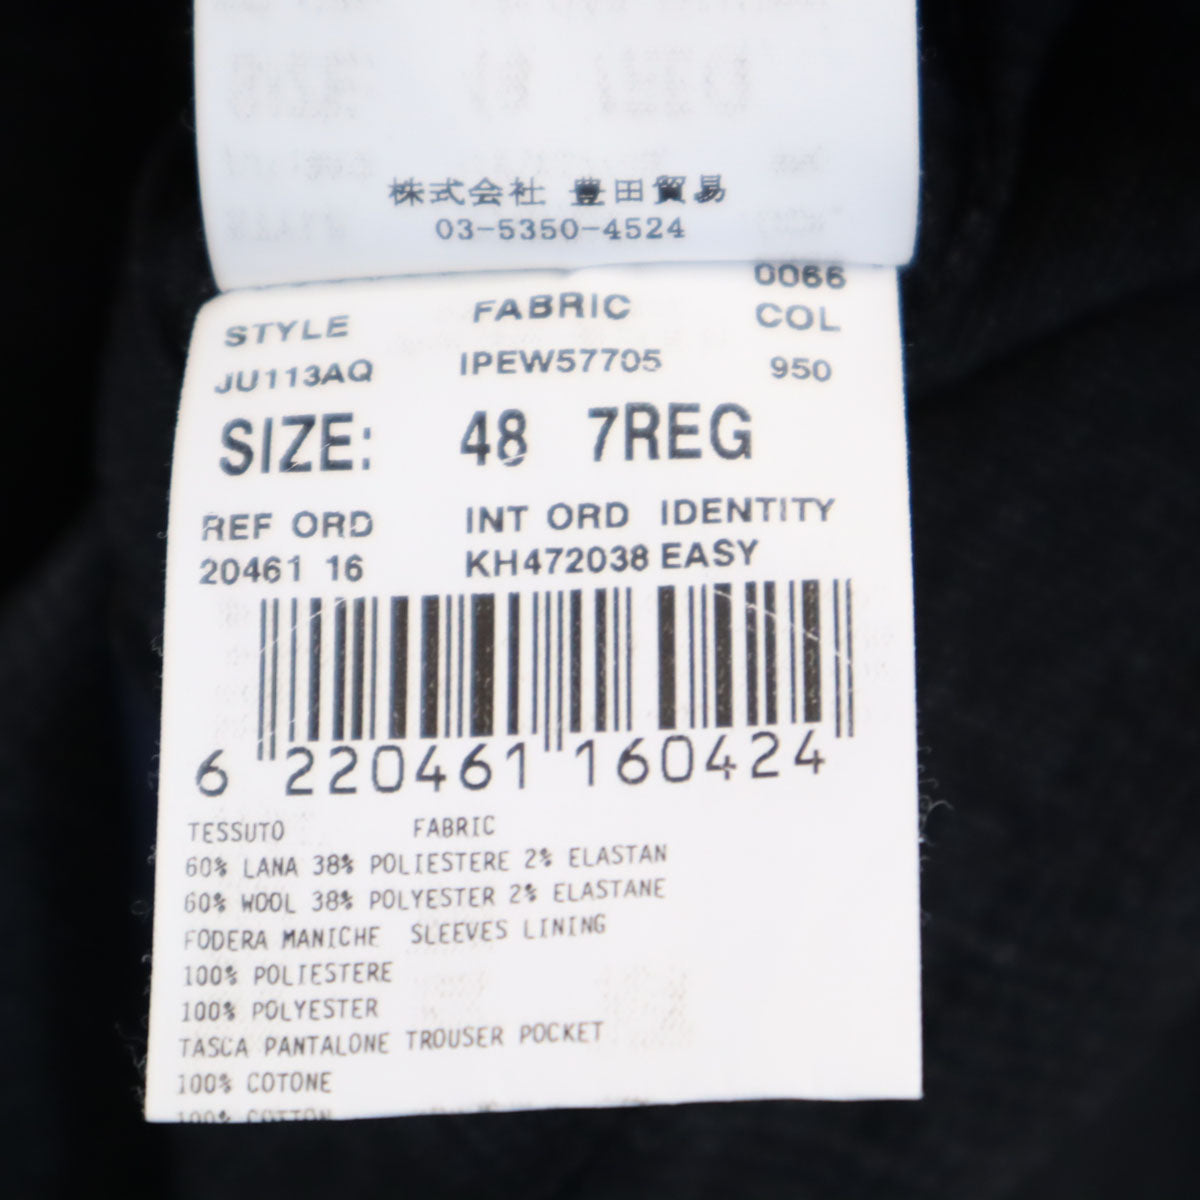 株式会社 豊田貿易
03-5350-4524
0066
STYLE FABRIC COL
JU113AQ IPEW57705 950
SIZE: 48 7REG
REF ORD INT ORD IDENTITY
20461 16 KH472038 EASY
6 220461 160424
TESSUTO FABRIC
60% LANA 38% POLIESTERE 2% ELASTAN
60% WOOL 38% POLYESTER 2% ELASTANE
FODERA MANICHE SLEEVES LINING
100% POLIESTERE
100% POLYESTER
TASCA PANTALONE TROUSER POCKET
100% COTONE
100% COTTON